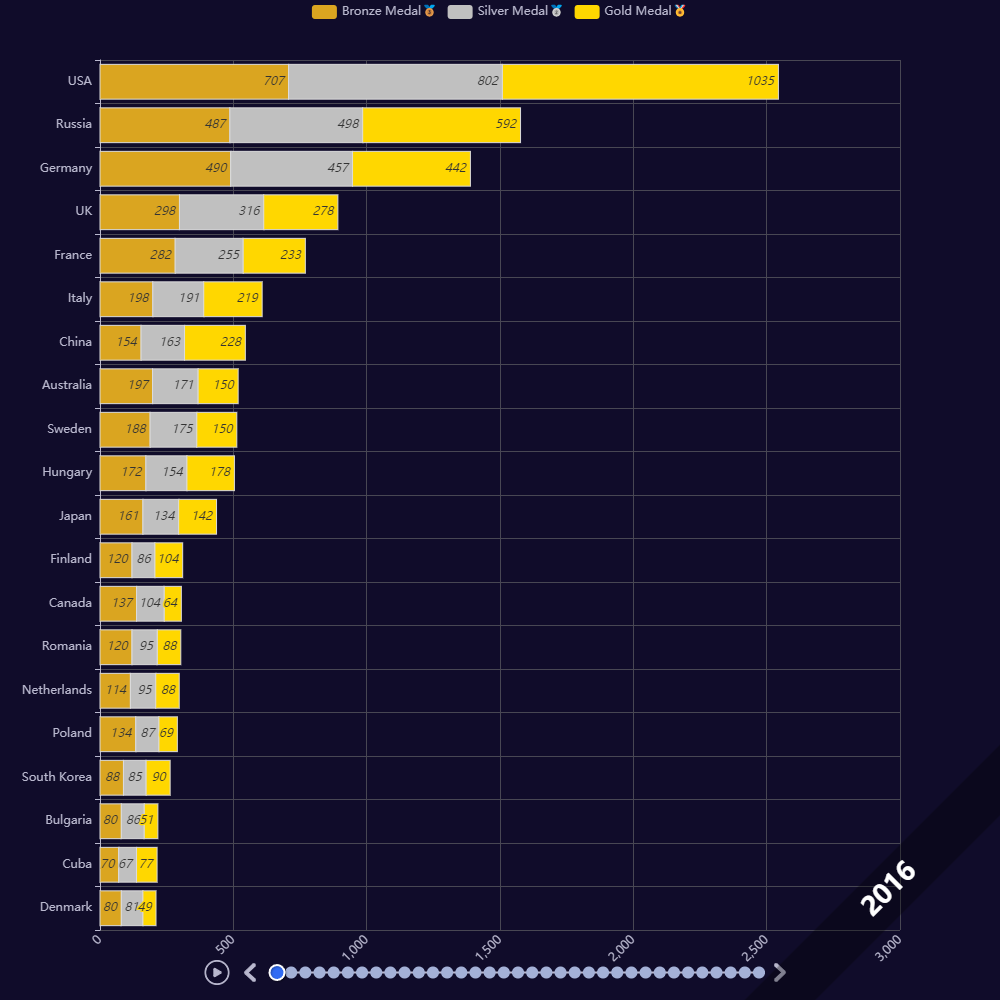 Bronze Medal🥉 Silver Medal🥈 Gold Medal🏅
USA 707 802 1035
Russia 487 498 592
Germany 490 457 442
UK 298 316 278
France 282 255 233
Italy 198 191 219
China 154 163 228
Australia 197 171 150
Sweden 188 175 150
Hungary 172 154 178
Japan 161 134 142
Finland 120 86 104
Canada 137 104 64
Romania 120 95 88
Netherlands 114 95 88
Poland 134 87 69
South Korea 88 85 90
Bulgaria 80 86 51
Cuba 70 67 77
Denmark 80 81 49
2016
0 500 1,000 1,500 2,000 2,500 3,000